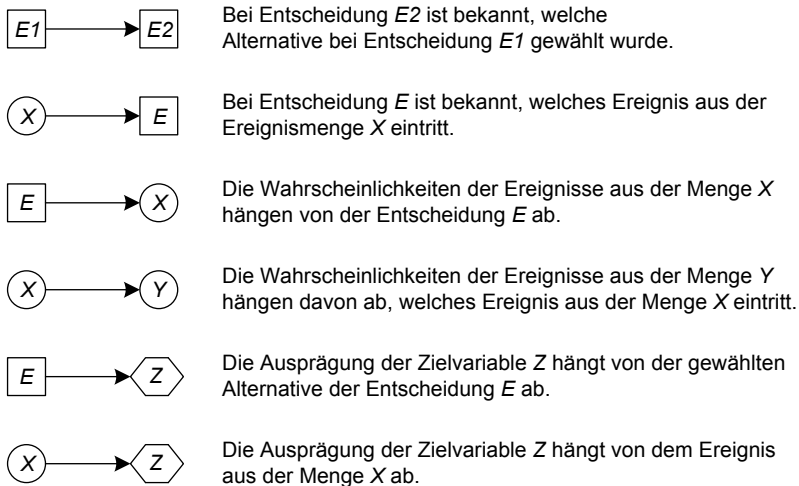 E1 E2 Bei Entscheidung E2 ist bekannt, welche
Alternative bei Entscheidung E1 gewählt wurde.
X E Bei Entscheidung E ist bekannt, welches Ereignis aus der
Ereignismenge X eintritt.
E X Die Wahrscheinlichkeiten der Ereignisse aus der Menge X
hängen von der Entscheidung E ab.
X Y Die Wahrscheinlichkeiten der Ereignisse aus der Menge Y
hängen davon ab, welches Ereignis aus der Menge X eintritt.
E Z Die Ausprägung der Zielvariable Z hängt von der gewählten
Alternative der Entscheidung E ab.
X Z Die Ausprägung der Zielvariable Z hängt von dem Ereignis
aus der Menge X ab.